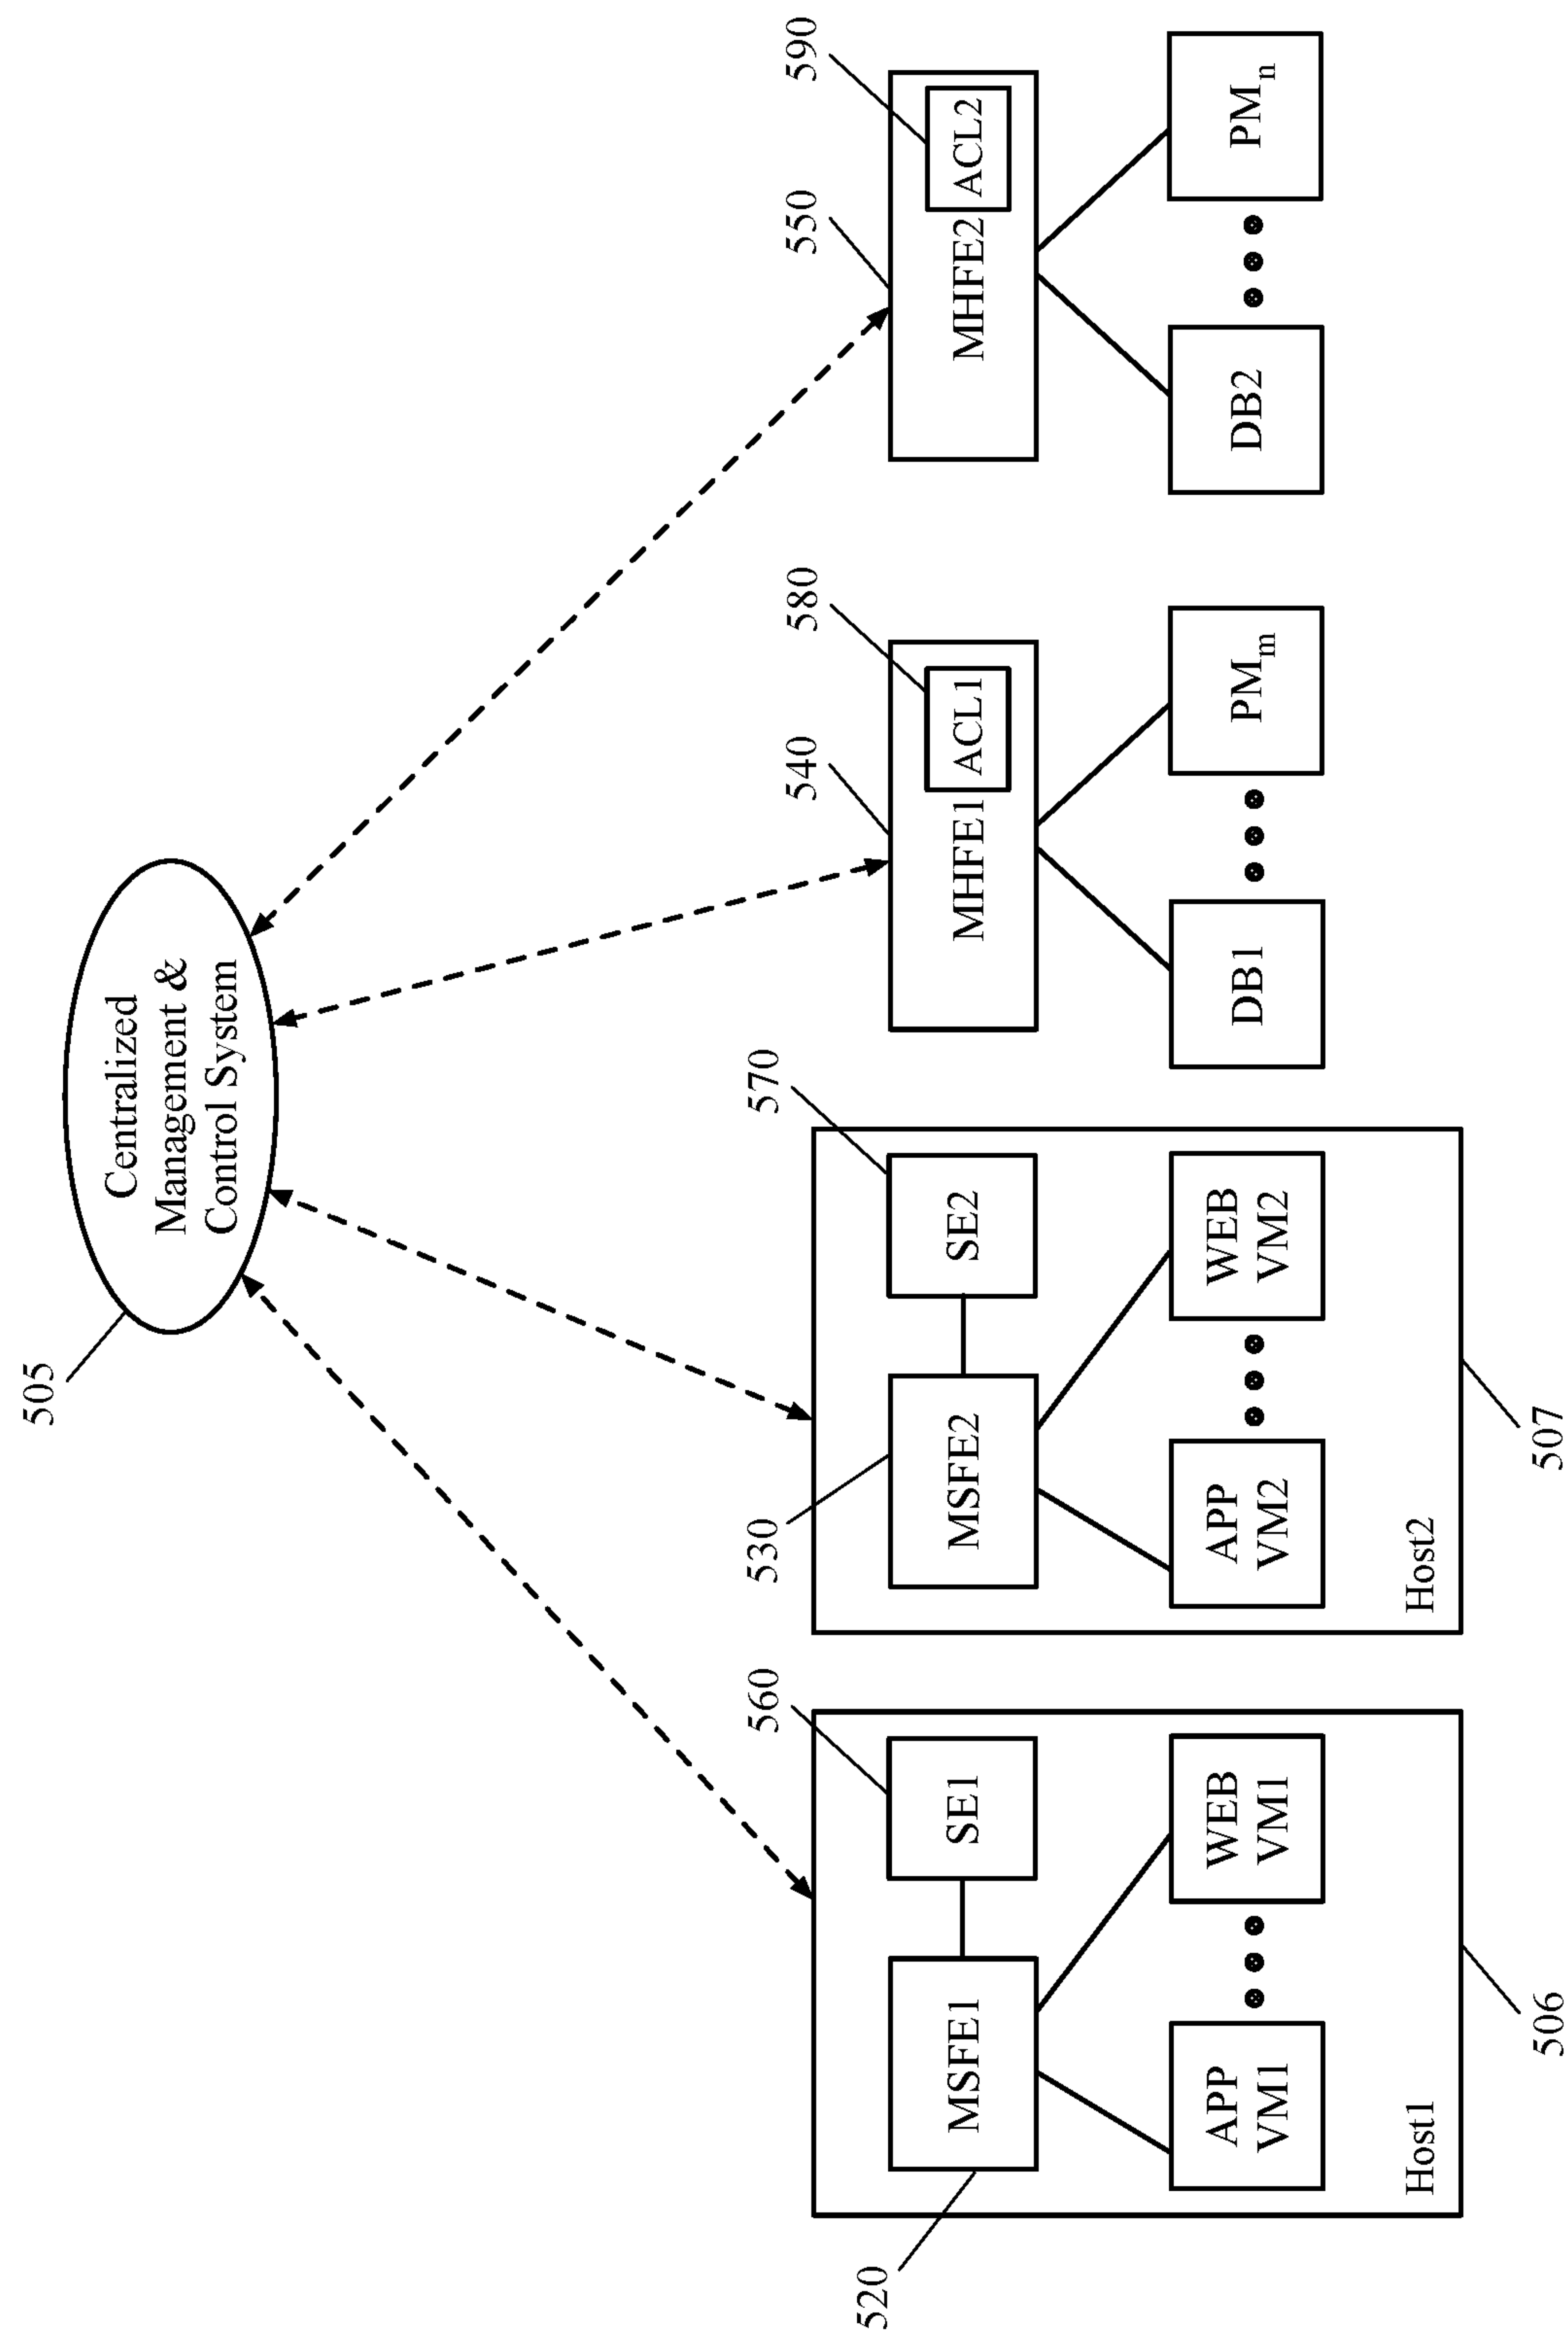 505
Centralized
Management &
Control System
520
MSFE1
560
SE1
APP
VM1
WEB
VM1
Host1
506
530
MSFE2
570
SE2
APP
VM2
WEB
VM2
Host2
507
540
580
MHFE1
ACL1
DB1
PMm
550
590
MHFE2
ACL2
DB2
PMn